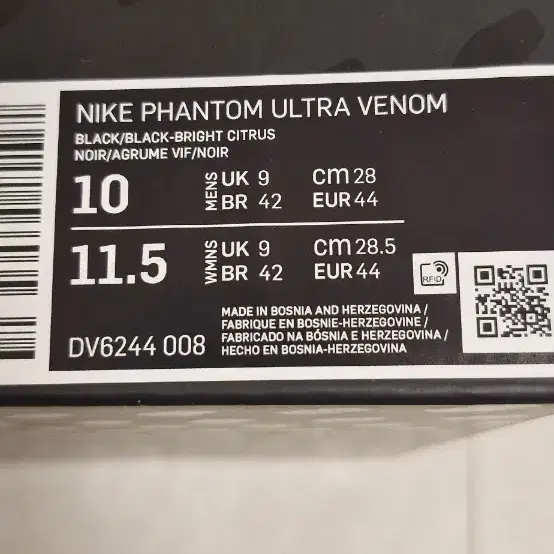 NIKE PHANTOM ULTRA VENOM
BLACK/BLACK-BRIGHT CITRUS
NOIR/AGRUME VIF/NOIR
10 MENS UK 9 cm 28
BR 42 EUR 44
11.5 WMNS UK 9 cm 28.5
BR 42 EUR 44
RFID
DV6244 008
MADE IN BOSNIA AND HERZEGOVINA /
FABRIQUE EN BOSNIE-HERZEGOVINE /
FABRICADO NA BÓSNIA E HERZEGOVINA /
HECHO EN BOSNIA-HERZEGOVINA